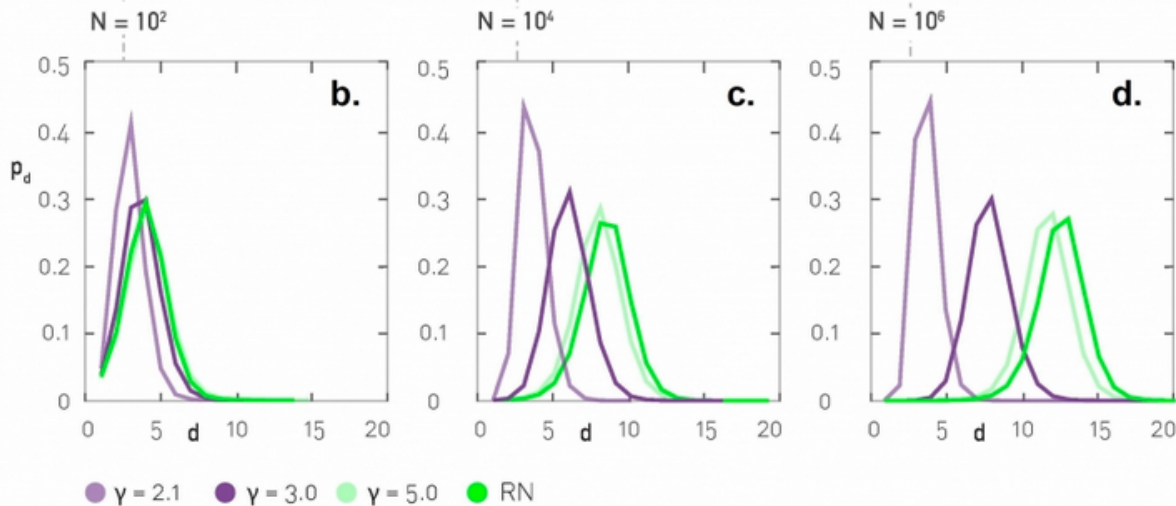 N = 10² N = 10⁴ N = 10⁶
0.5 0.5 0.5
b. c. d.
0.4 0.4 0.4
p_d
0.3 0.3 0.3
0.2 0.2 0.2
0.1 0.1 0.1
0 0 0
0 5 d 10 15 20 0 5 d 10 15 20 0 5 d 10 15 20
γ = 2.1 γ = 3.0 γ = 5.0 RN